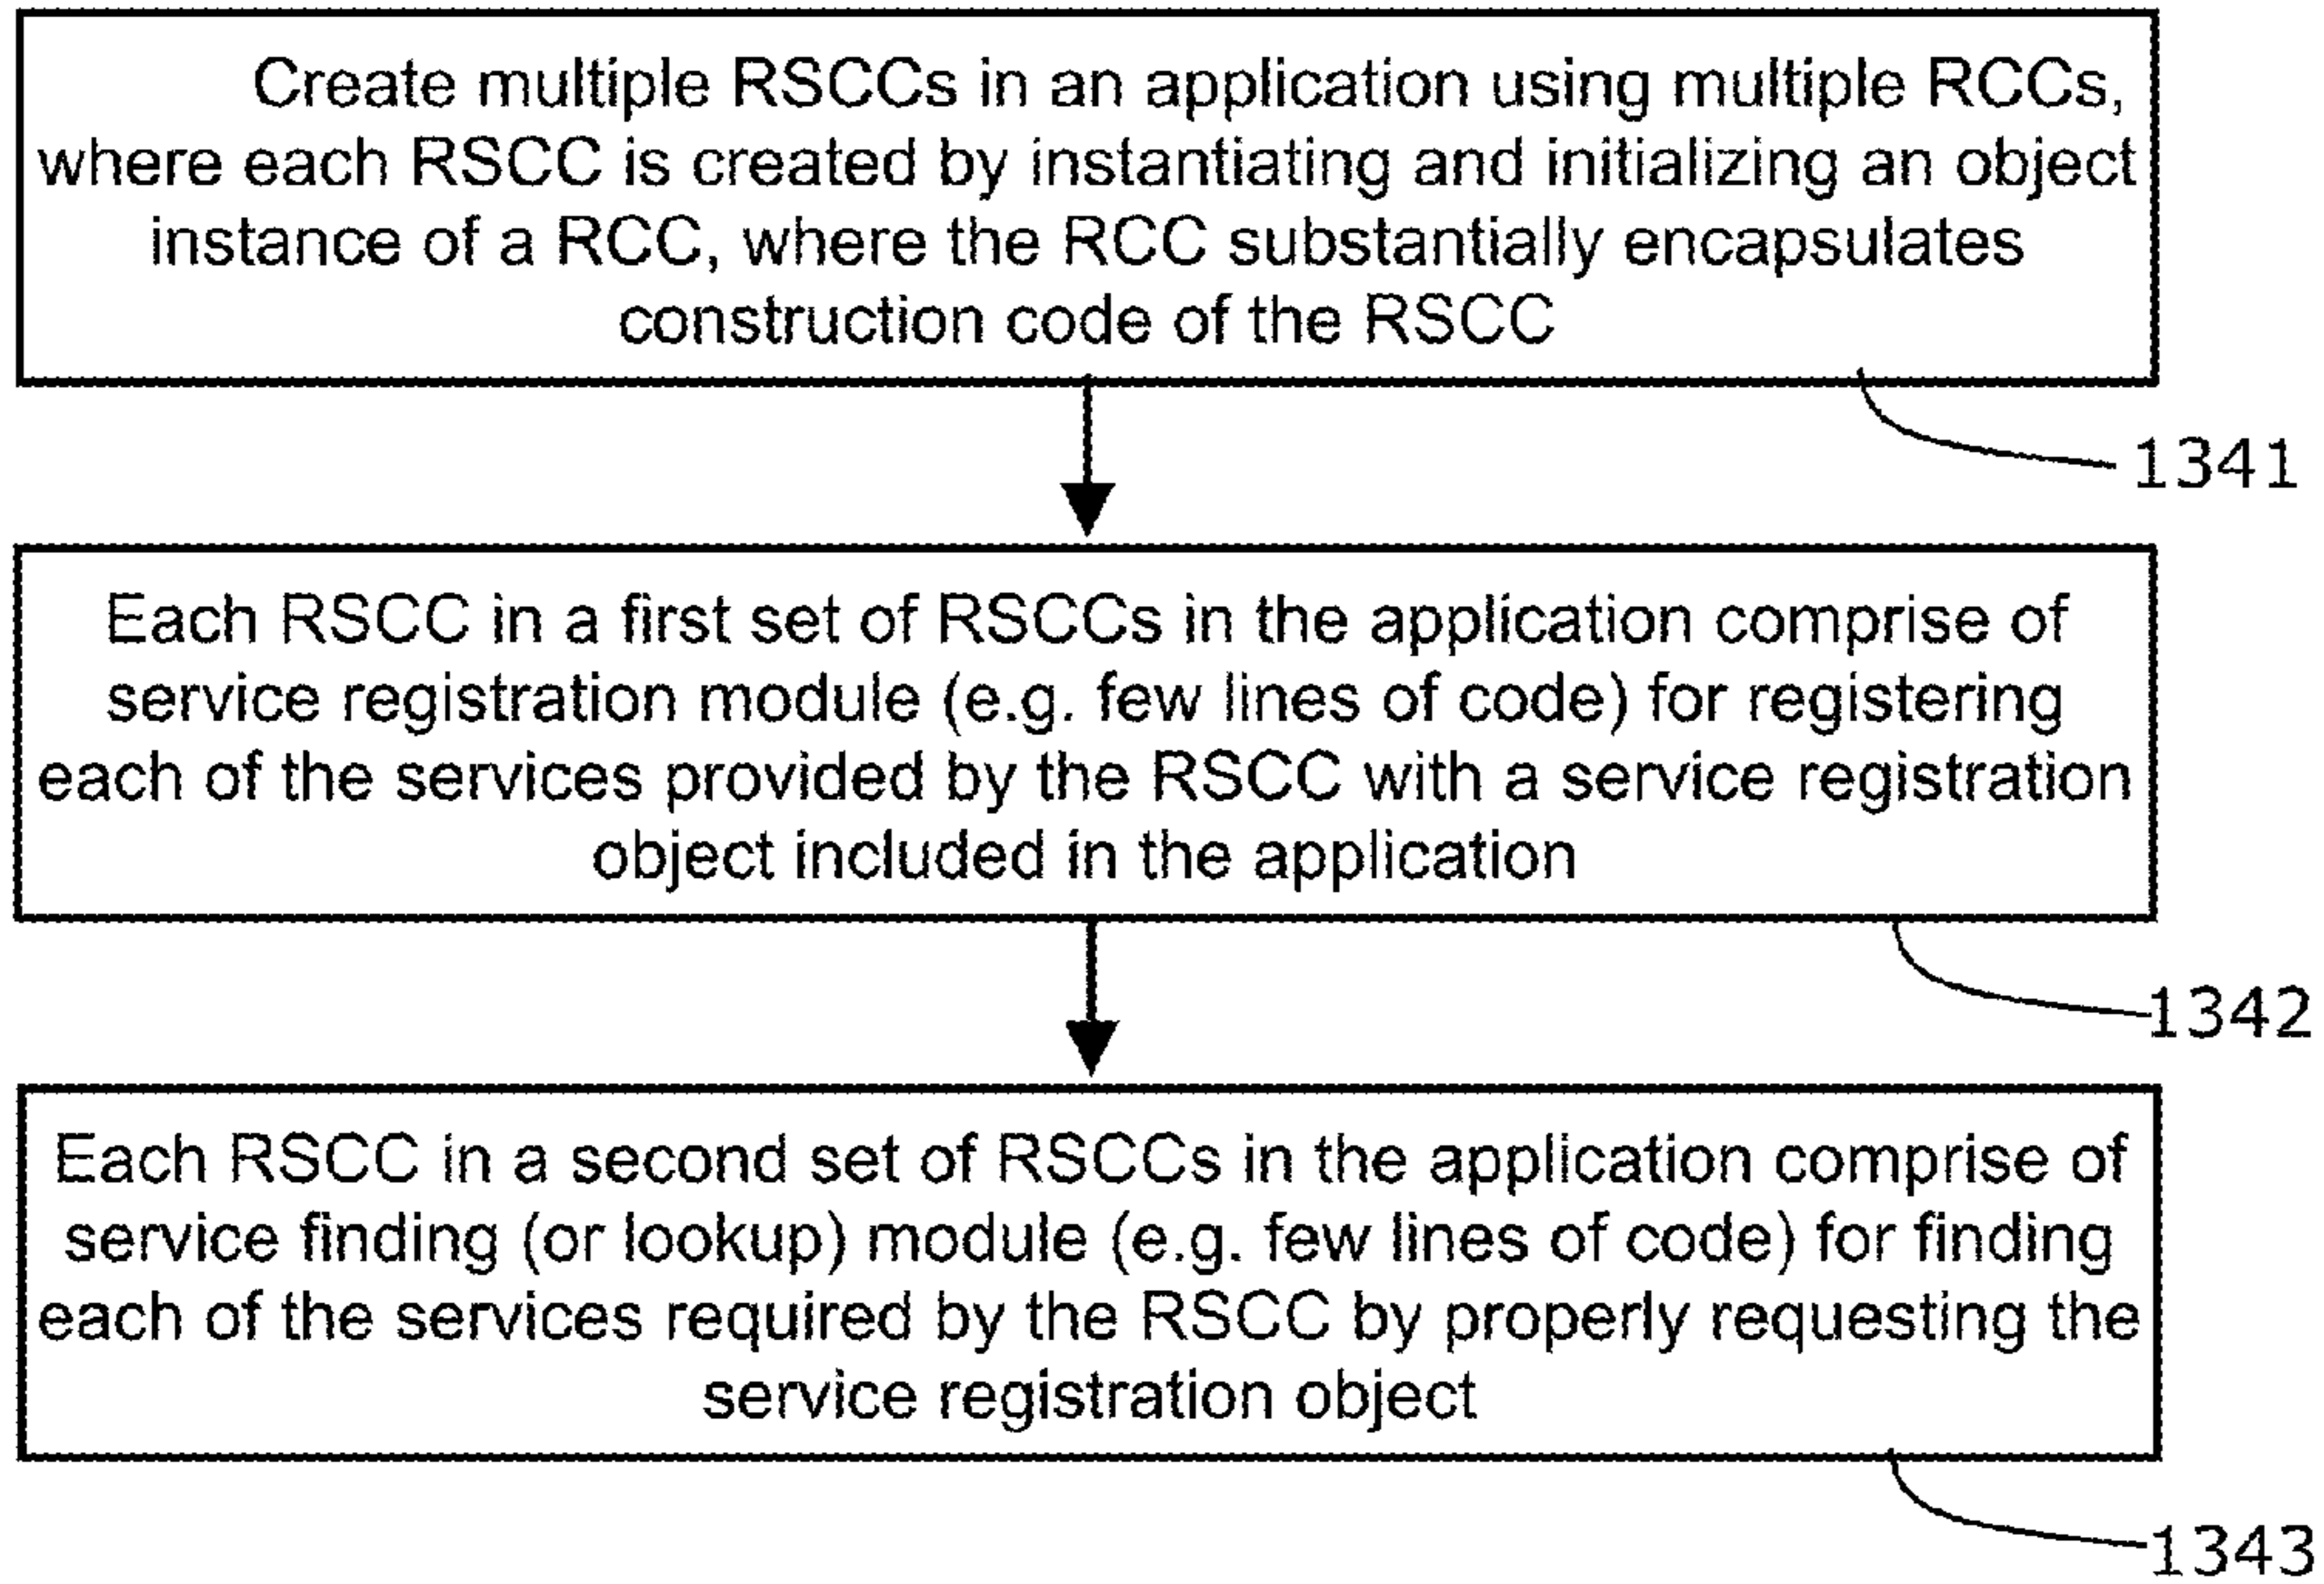 Create multiple RSCCs in an application using multiple RCCs,
where each RSCC is created by instantiating and initializing an object
instance of a RCC, where the RCC substantially encapsulates
construction code of the RSCC
1341
Each RSCC in a first set of RSCCs in the application comprise of
service registration module (e.g. few lines of code) for registering
each of the services provided by the RSCC with a service registration
object included in the application
1342
Each RSCC in a second set of RSCCs in the application comprise of
service finding (or lookup) module (e.g. few lines of code) for finding
each of the services required by the RSCC by properly requesting the
service registration object
1343